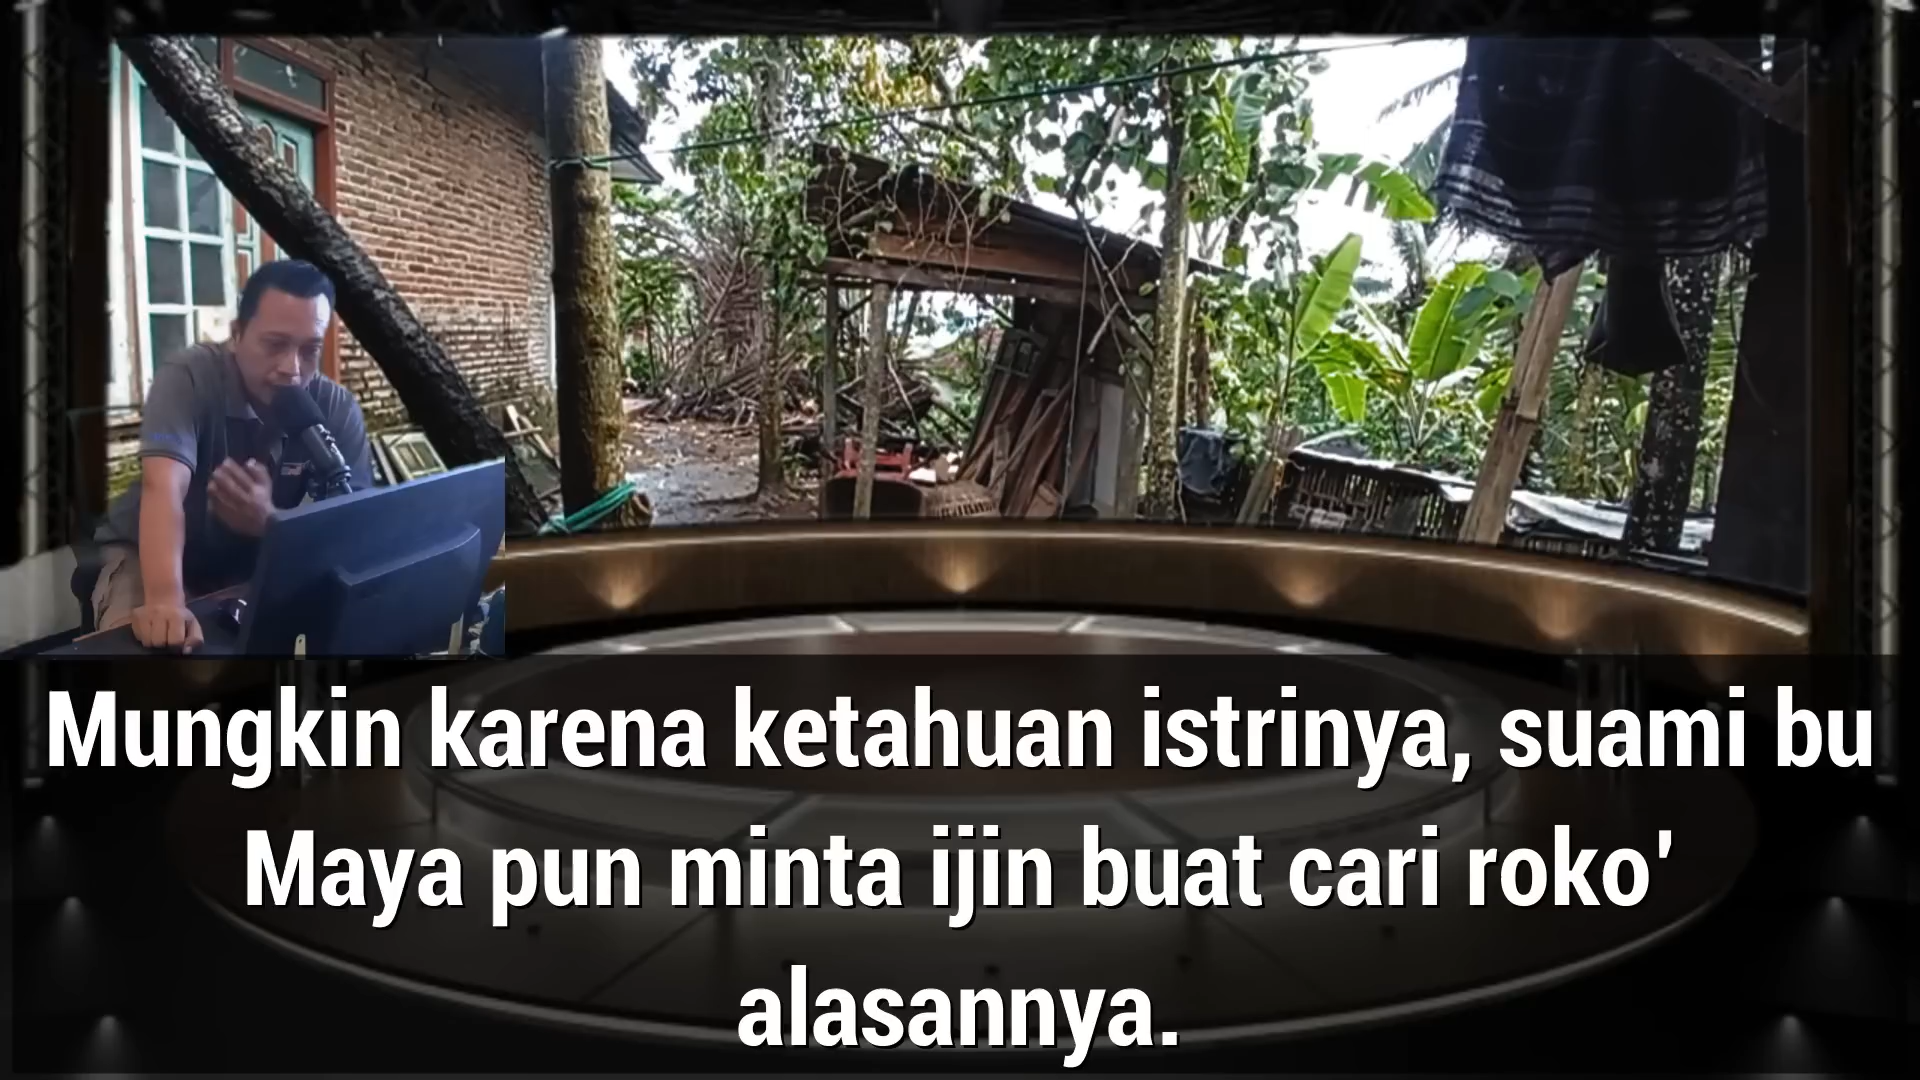 Mungkin karena ketahuan istrinya, suami bu
Maya pun minta ijin buat cari roko'
alasannya.